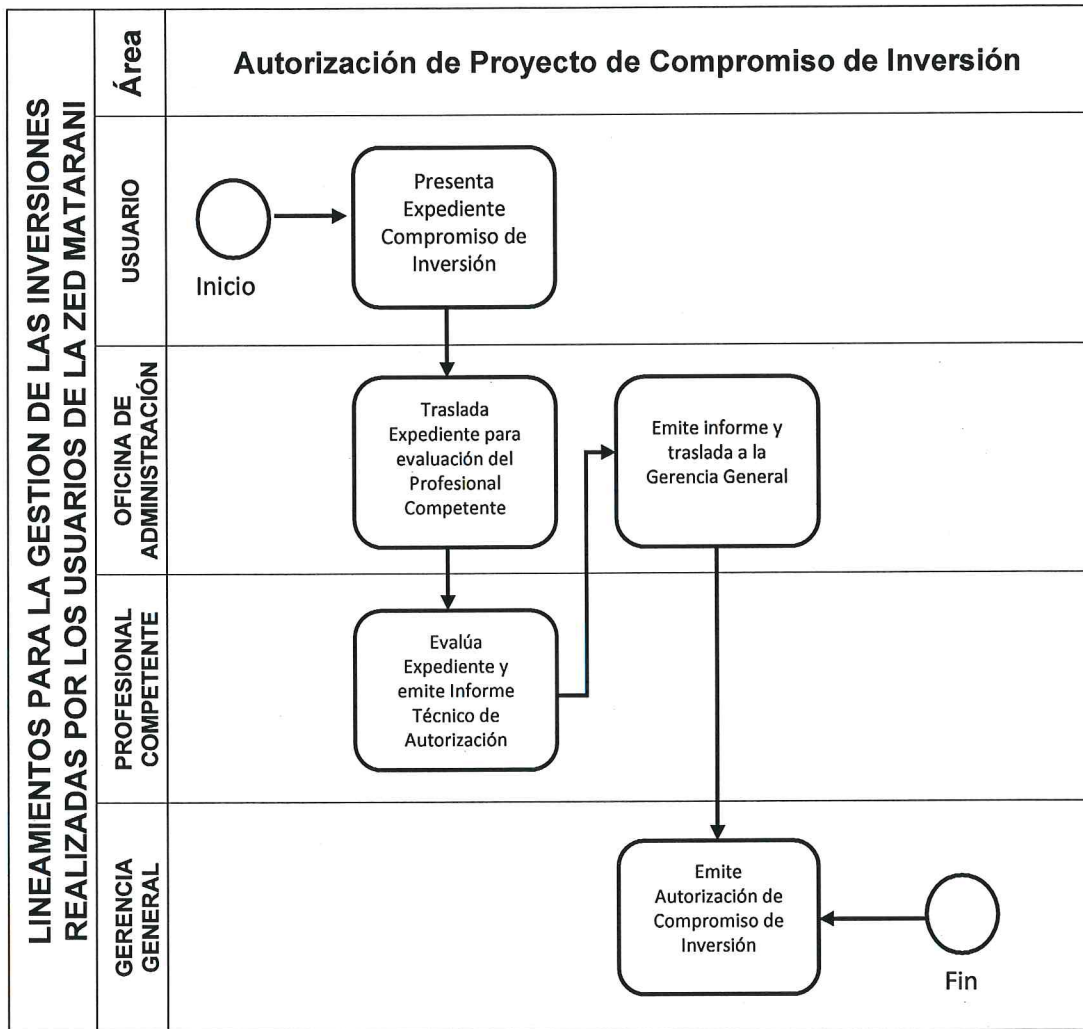 LINEAMIENTOS PARA LA GESTION DE LAS INVERSIONES
REALIZADAS POR LOS USUARIOS DE LA ZED MATARANI
Área
Autorización de Proyecto de Compromiso de Inversión
USUARIO
Inicio
Presenta
Expediente
Compromiso de
Inversión
OFICINA DE
ADMINISTRACIÓN
Traslada
Expediente para
evaluación del
Profesional
Competente
Emite informe y
traslada a la
Gerencia General
PROFESIONAL
COMPETENTE
Evalúa
Expediente y
emite Informe
Técnico de
Autorización
GERENCIA
GENERAL
Emite
Autorización de
Compromiso de
Inversión
Fin